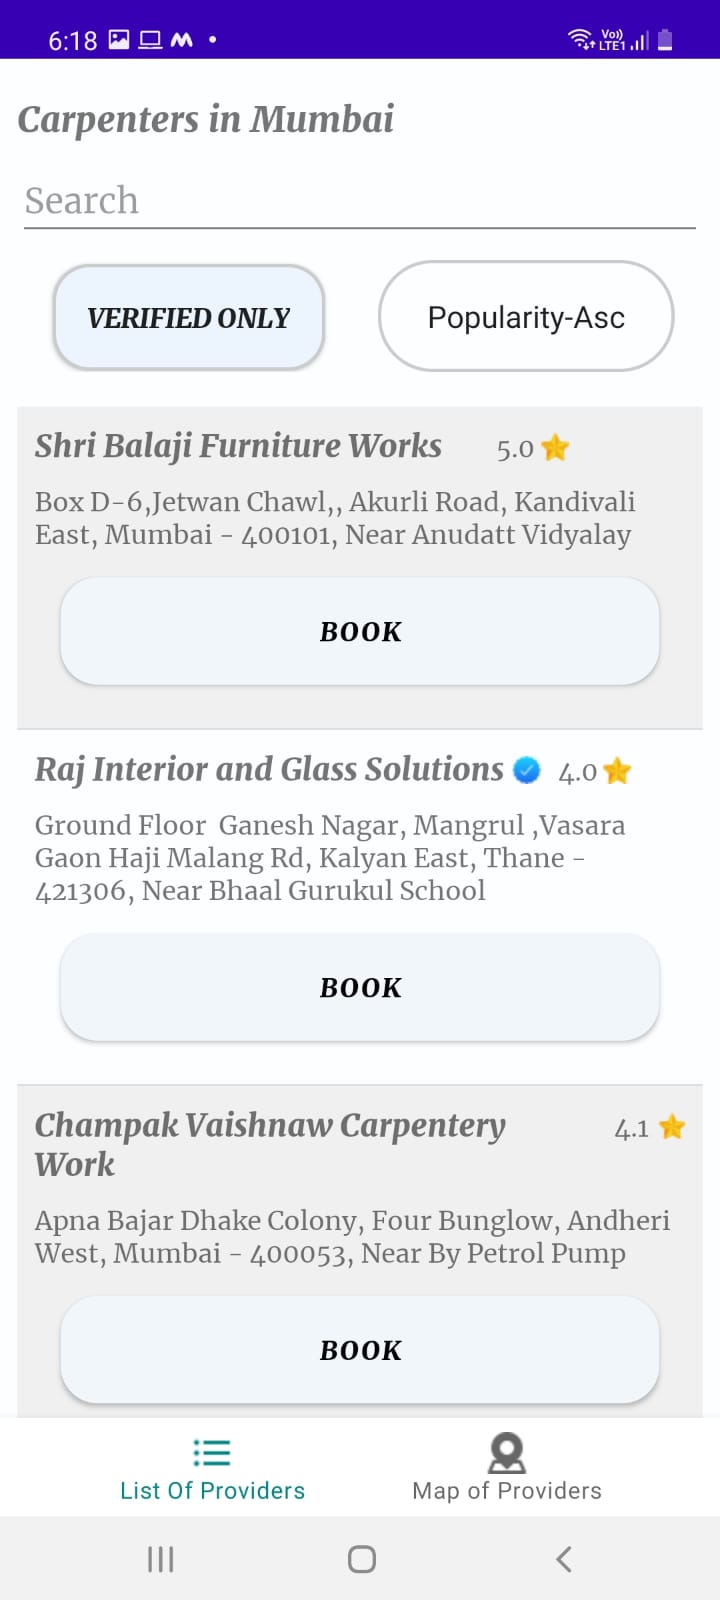 6:18
Vo))
LTE1
Carpenters in Mumbai
Search
VERIFIED ONLY
Popularity-Asc
Shri Balaji Furniture Works 5.0
Box D-6,Jetwan Chawl,, Akurli Road, Kandivali
East, Mumbai - 400101, Near Anudatt Vidyalay
BOOK
Raj Interior and Glass Solutions 4.0
Ground Floor  Ganesh Nagar, Mangrul ,Vasara
Gaon Haji Malang Rd, Kalyan East, Thane -
421306, Near Bhaal Gurukul School
BOOK
Champak Vaishnaw Carpentery 4.1
Work
Apna Bajar Dhake Colony, Four Bunglow, Andheri
West, Mumbai - 400053, Near By Petrol Pump
BOOK
List Of Providers
Map of Providers